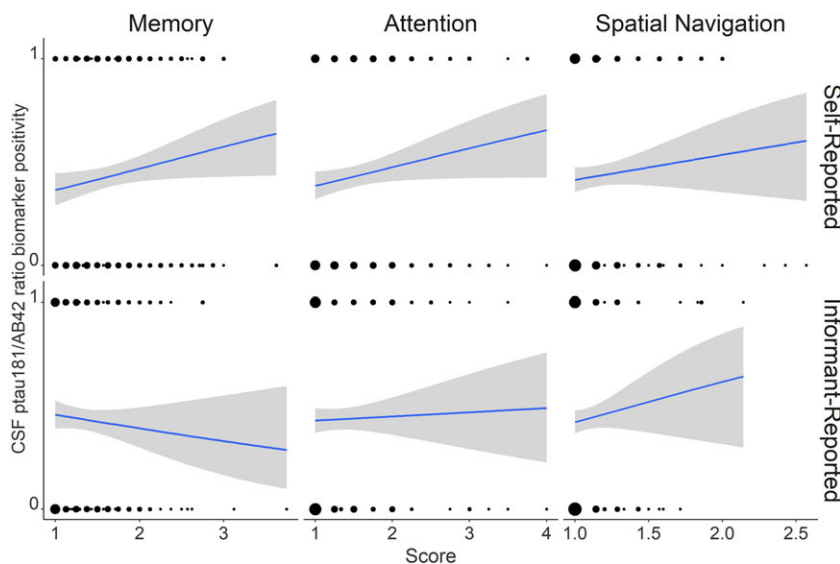 Memory Attention Spatial Navigation
CSF ptau181/AB42 ratio biomarker positivity
1
0
Self-Reported
1
0
Informant-Reported
1 2 3 1 2 3 4 1.0 1.5 2.0 2.5
Score